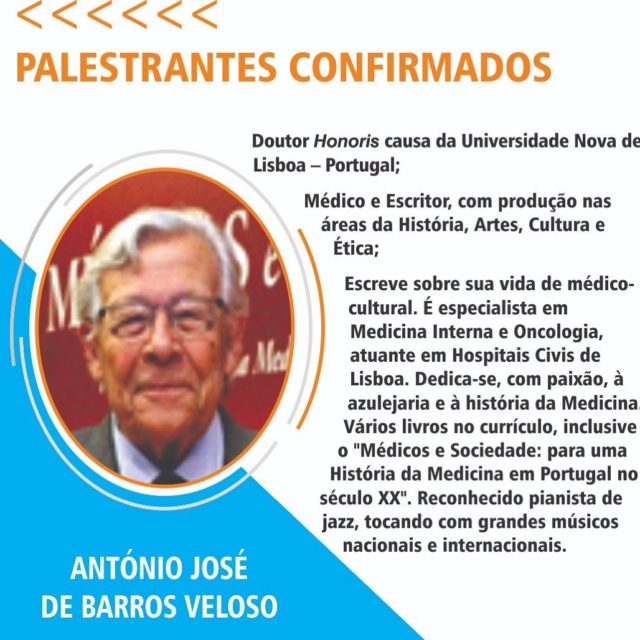 PALESTRANTES CONFIRMADOS
Doutor Honoris causa da Universidade Nova de
Lisboa – Portugal;
Médico e Escritor, com produção nas
áreas da História, Artes, Cultura e
Ética;
Escreve sobre sua vida de médico-
cultural. É especialista em
Medicina Interna e Oncologia,
atuante em Hospitais Civis de
Lisboa. Dedica-se, com paixão, à
azulejaria e à história da Medicina.
Vários livros no currículo, inclusive
o "Médicos e Sociedade: para uma
História da Medicina em Portugal no
século XX". Reconhecido pianista de
jazz, tocando com grandes músicos
nacionais e internacionais.
ANTÓNIO JOSÉ
DE BARROS VELOSO